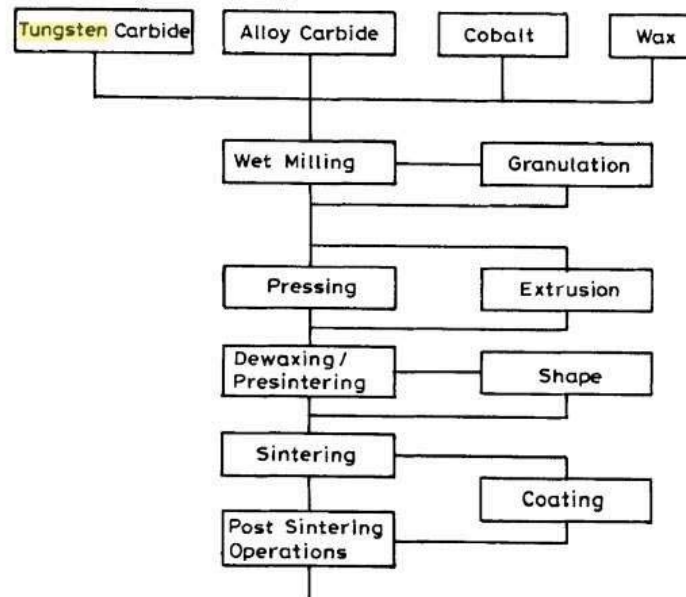 Tungsten Carbide
Alloy Carbide
Cobalt
Wax
Wet Milling
Granulation
Pressing
Extrusion
Dewaxing/
Presintering
Shape
Sintering
Coating
Post Sintering
Operations